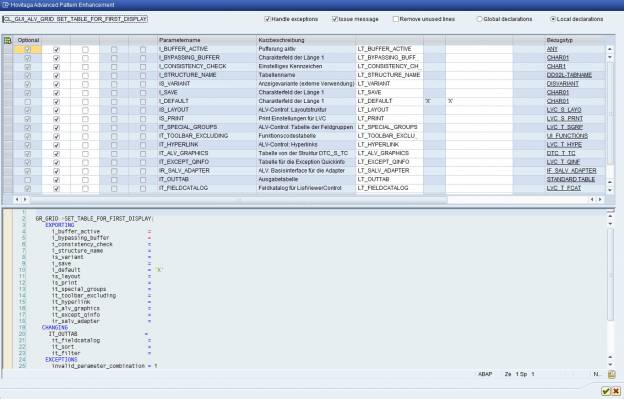 Hovitaga Advanced Pattern Enhancement
CL_GUI_ALV_GRID SET_TABLE_FOR_FIRST_DISPLAY
Handle exceptions Issue message Remove unused lines Global declarations Local declarations
Optional Parametername Kurzbeschreibung Bezugstyp
I_BUFFER_ACTIVE Pufferung aktiv LT_BUFFER_ACTIVE ANY
I_BYPASSING_BUFFER Charakterfeld der Länge 1 LT_BYPASSING_BUFF_ CHAR01
I_CONSISTENCY_CHECK Einstelliges Kennzeichen LT_CONSISTENCY_CH_ CHAR1
I_STRUCTURE_NAME Tabellenname LT_STRUCTURE_NAME DD02L-TABNAME
IS_VARIANT Anzeigvariante (externe Verwendung) LT_VARIANT DISVARIANT
I_SAVE Charakterfeld der Länge 1 LT_SAVE CHAR01
I_DEFAULT Charakterfeld der Länge 1 LT_DEFAULT 'X' 'X' CHAR01
IS_LAYOUT ALV-Control: Layoutstruktur LT_LAYOUT LVC_S_LAYO
IS_PRINT Print Einstellungen für LVC LT_PRINT LVC_S_PRNT
IT_SPECIAL_GROUPS ALV-Control: Tabelle der Feldgruppen LT_SPECIAL_GROUPS LVC_T_SGRP
IT_TOOLBAR_EXCLUDING Funktionscodestabelle LT_TOOLBAR_EXCLU_ UI_FUNCTIONS
IT_HYPERLINK ALV-Control: Hyperlinks LT_HYPERLINK LVC_T_HYPE
IT_ALV_GRAPHICS Tabelle von der Struktur DTC_S_TC LT_ALV_GRAPHICS DTC_T_TC
IT_EXCEPT_QINFO Tabelle für die Exception Quickinfo LT_EXCEPT_QINFO LVC_T_QINF
IR_SALV_ADAPTER ALV: Basisinterface für die Adapter LT_SALV_ADAPTER IF_SALV_ADAPTER
IT_OUTTAB Ausgabetabelle LT_OUTTAB STANDARD TABLE
IT_FIELDCATALOG Feldkatalog für ListViewerControl LT_FIELDCATALOG LVC_T_FCAT
1
2 GR_GRID->SET_TABLE_FOR_FIRST_DISPLAY(
3 EXPORTING
4 i_buffer_active =
5 i_bypassing_buffer =
6 i_consistency_check =
7 i_structure_name =
8 is_variant =
9 i_save =
10 i_default = 'X'
11 is_layout =
12 is_print =
13 it_special_groups =
14 it_toolbar_excluding =
15 it_hyperlink =
16 it_alv_graphics =
17 it_except_qinfo =
18 ir_salv_adapter =
19 CHANGING
20 IT_OUTTAB =
21 it_fieldcatalog =
22 it_sort =
23 it_filter =
24 EXCEPTIONS
25 invalid_parameter_combination = 1
ABAP Ze 1 Sp 1 N..